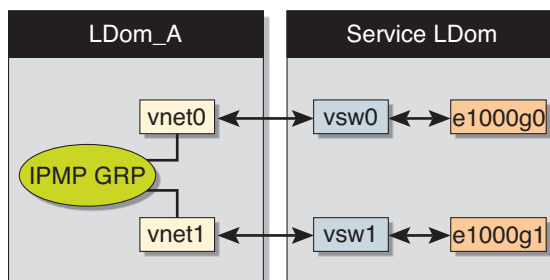 LDom_A
Service LDom
vnet0
vsw0
e1000g0
IPMP GRP
vnet1
vsw1
e1000g1